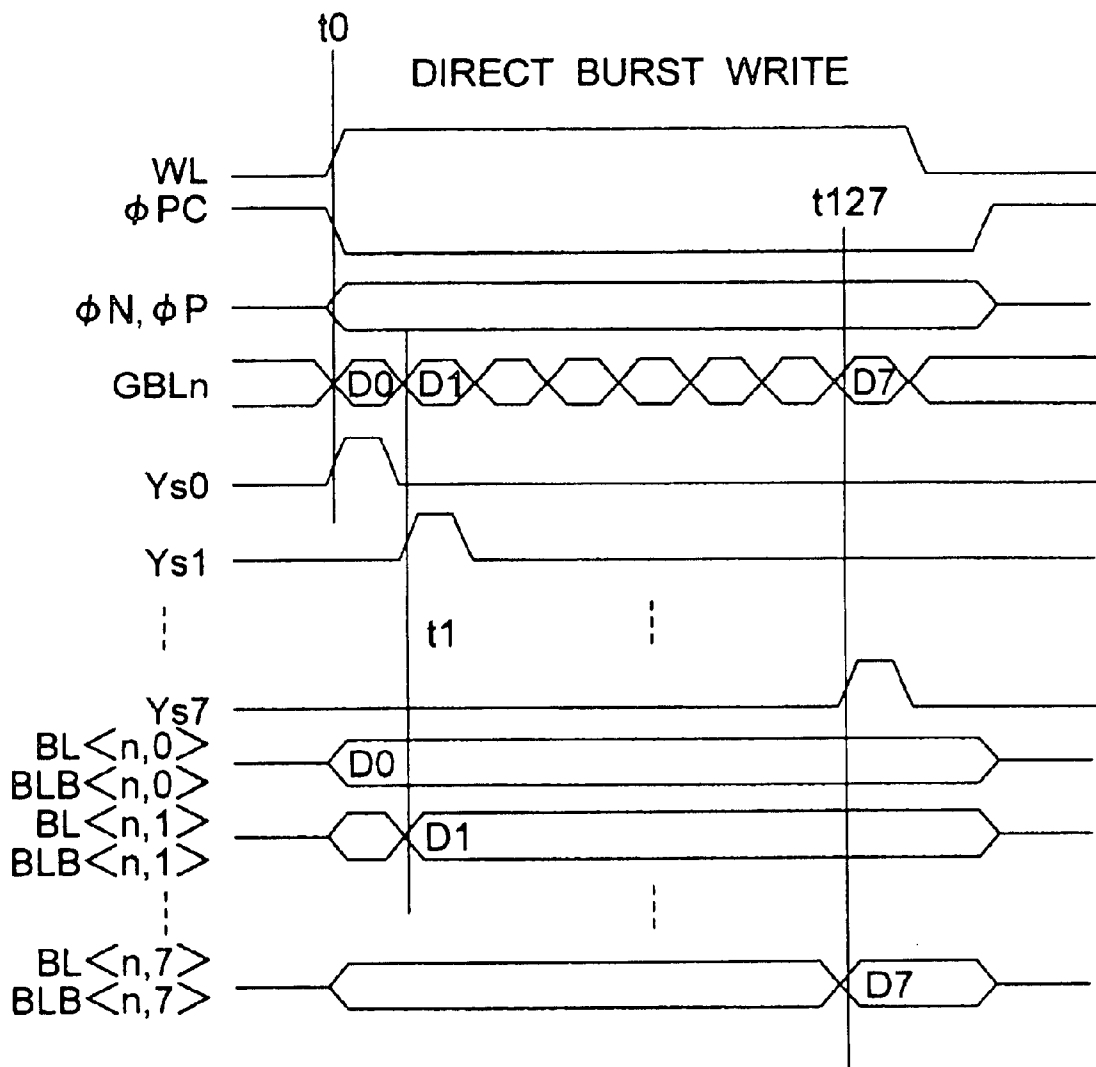 t0
DIRECT BURST WRITE
WL
ϕPC
t127
ϕN, ϕP
GBLn
D0 D1 D7
Ys0
Ys1
t1
Ys7
BL<n,0>
BLB<n,0>
D0
BL<n,1>
BLB<n,1>
D1
BL<n,7>
BLB<n,7>
D7